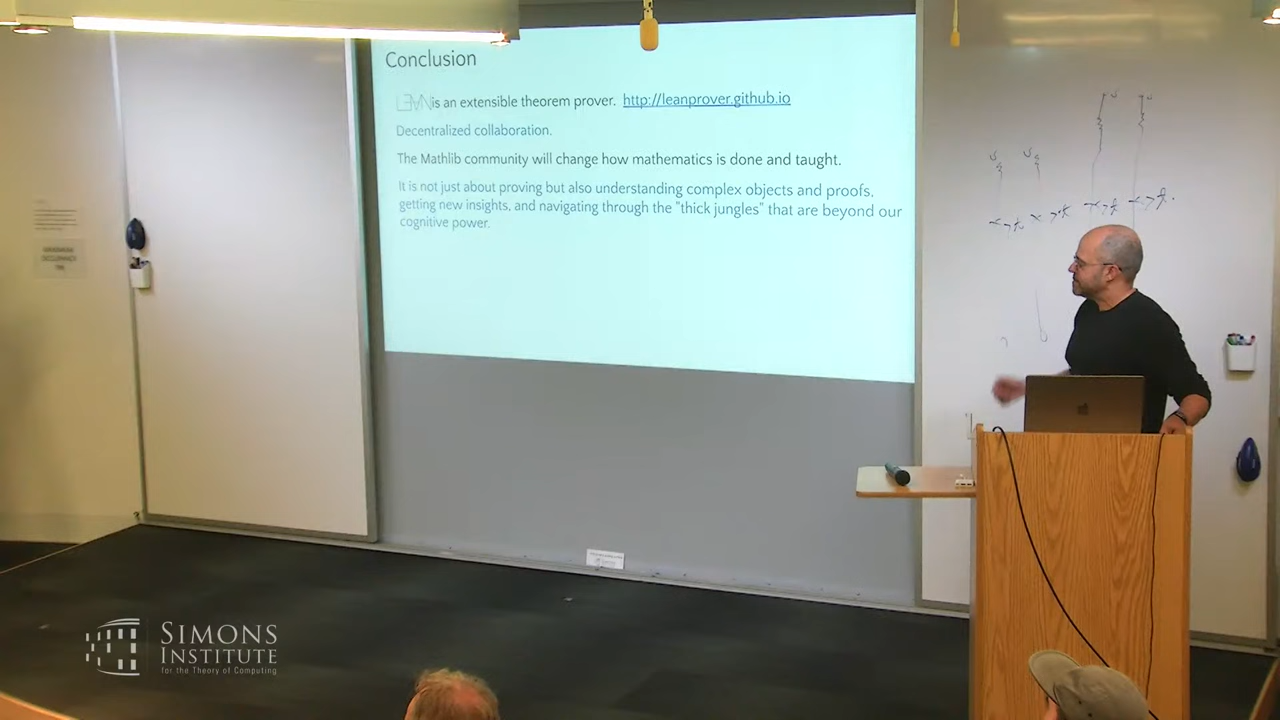 Conclusion
LEAN is an extensible theorem prover. http://leanprover.github.io
Decentralized collaboration.
The Mathlib community will change how mathematics is done and taught.
It is not just about proving but also understanding complex objects and proofs,
getting new insights, and navigating through the "thick jungles" that are beyond our
cognitive power.
SIMONS
INSTITUTE
for the Theory of Computing